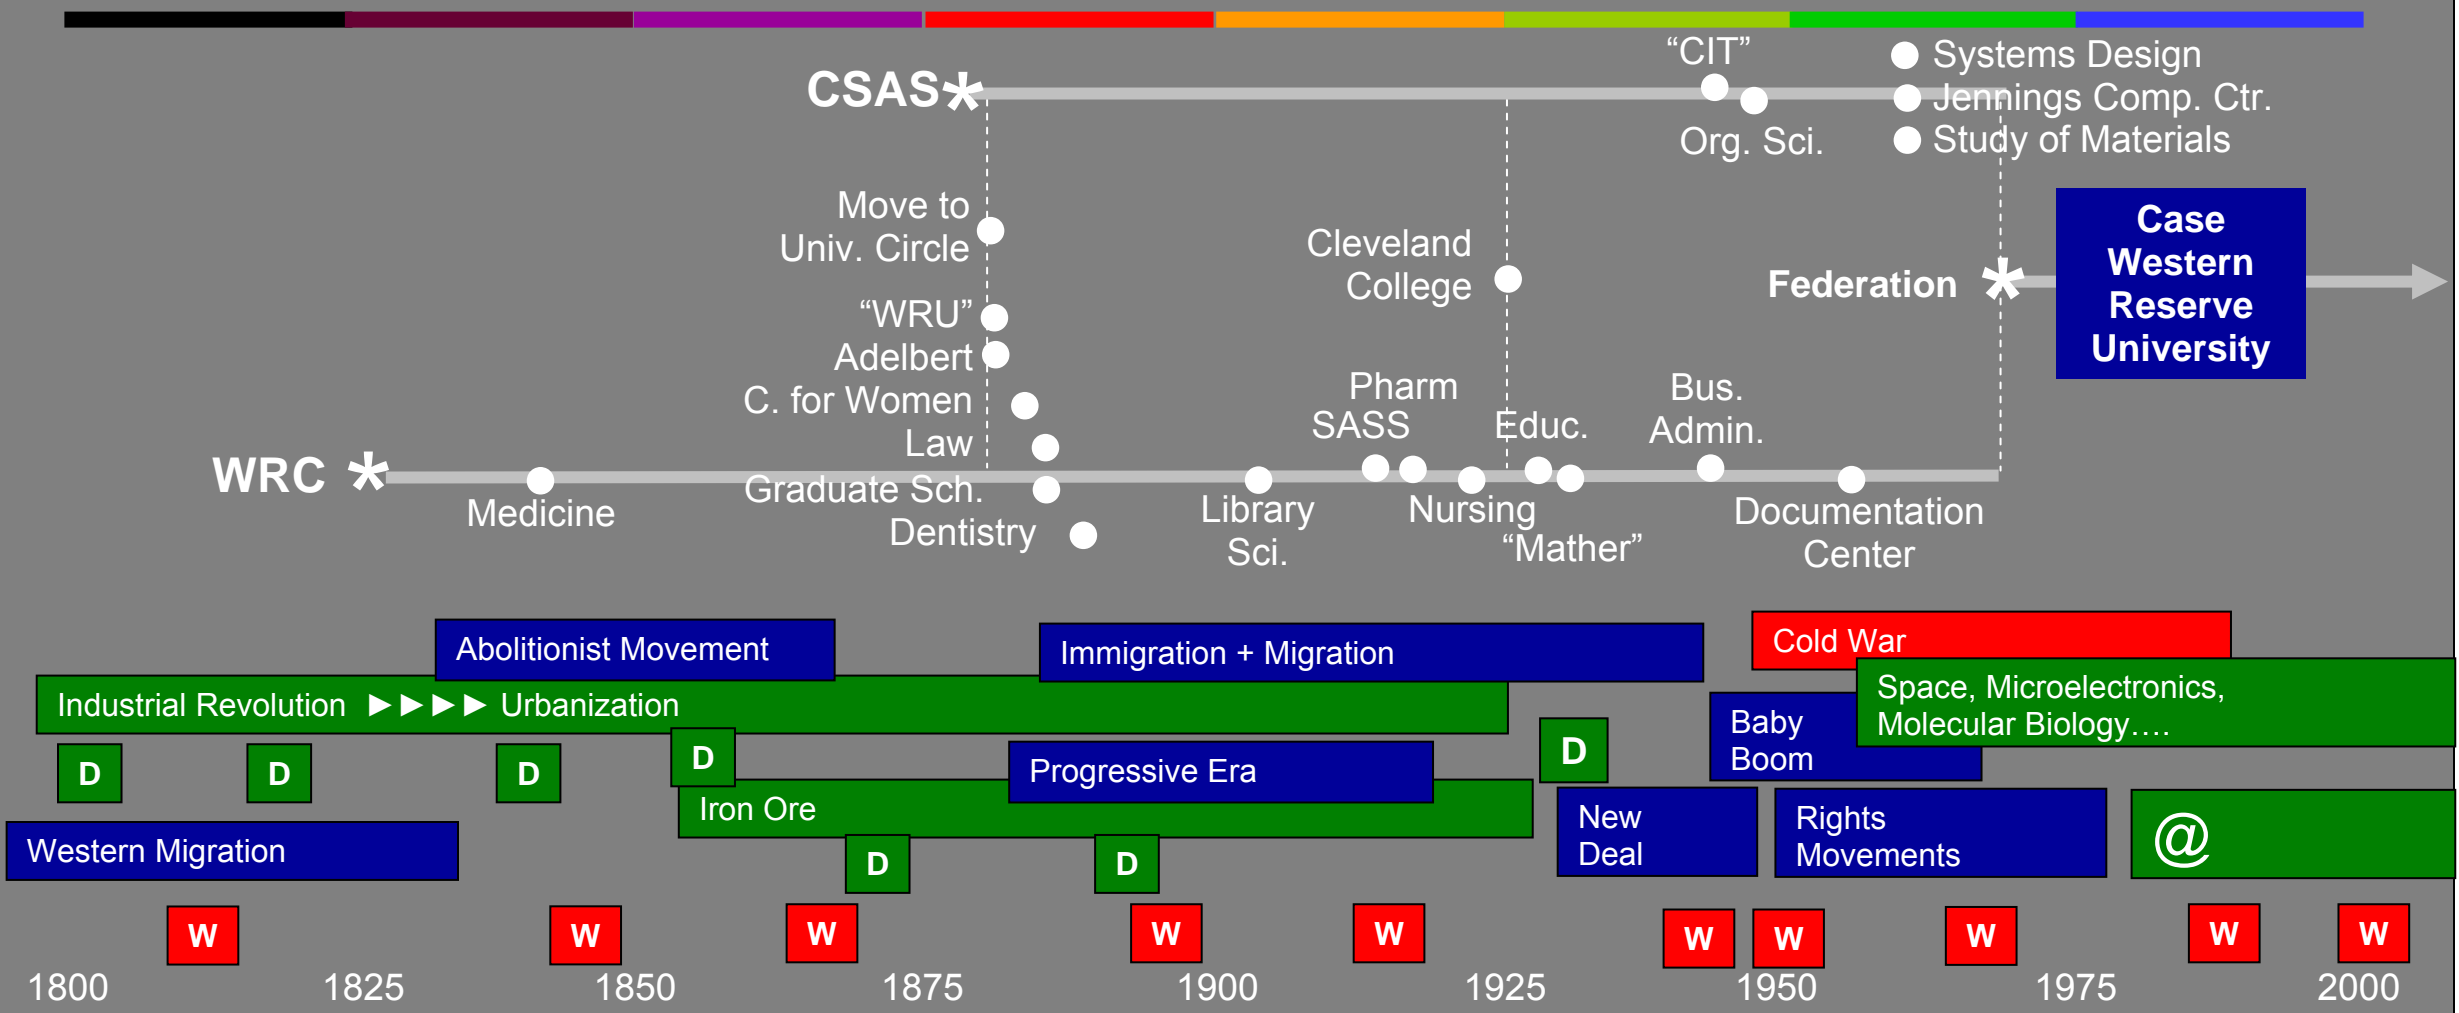 “CIT”
Systems Design
CSAS*
Jennings Comp. Ctr.
Org. Sci.
Study of Materials
Move to
Univ. Circle
Cleveland
College
Federation *
Case
Western
Reserve
University
“WRU”
Adelbert
C. for Women
Law
Pharm
SASS
Educ.
Bus.
Admin.
WRC *
Medicine
Graduate Sch.
Dentistry
Library
Sci.
Nursing
“Mather”
Documentation
Center
Abolitionist Movement
Immigration + Migration
Cold War
Industrial Revolution ►►►► Urbanization
Space, Microelectronics,
Molecular Biology….
Baby
Boom
D
D
D
D
Progressive Era
D
Iron Ore
New
Deal
Rights
Movements
@
Western Migration
D
D
W
W
W
W
W
W
W
W
W
W
1800
1825
1850
1875
1900
1925
1950
1975
2000